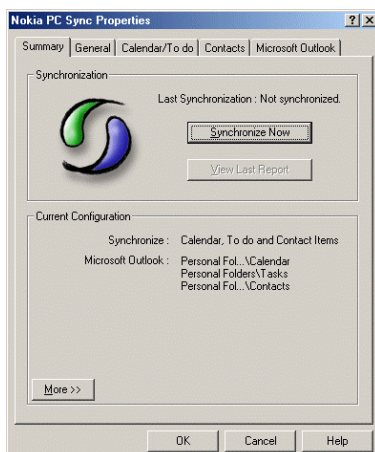 Nokia PC Sync Properties
Summary General Calendar/To do Contacts Microsoft Outlook
Synchronization
Last Synchronization : Not synchronized.
Synchronize Now
View Last Report
Current Configuration
Synchronize : Calendar, To do and Contact Items
Microsoft Outlook : Personal Fol...\Calendar
Personal Folders\Tasks
Personal Fol...\Contacts
More >>
OK Cancel Help